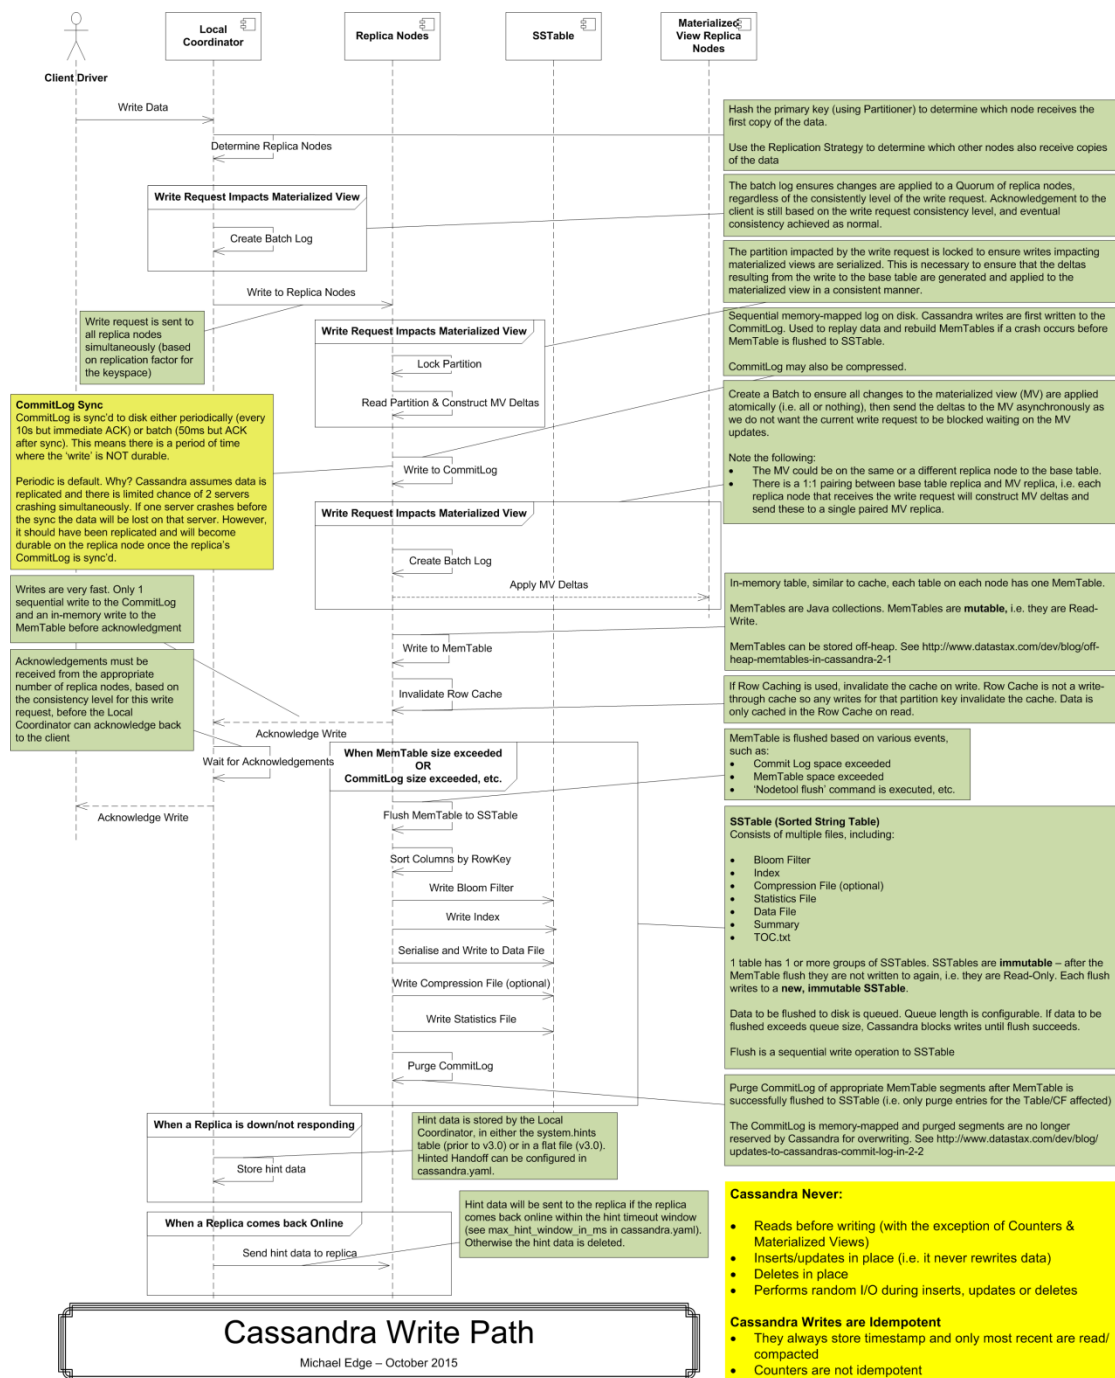 Client Driver
Local
Coordinator
Replica Nodes
SSTable
Materialized
View Replica
Nodes
Write Data
Determine Replica Nodes
Hash the primary key (using Partitioner) to determine which node receives the
first copy of the data.
Use the Replication Strategy to determine which other nodes also receive copies
of the data
Write Request Impacts Materialized View
Create Batch Log
The batch log ensures changes are applied to a Quorum of replica nodes,
regardless of the consistently level of the write request. Acknowledgement to the
client is still based on the write request consistency level, and eventual
consistency achieved as normal.
The partition impacted by the write request is locked to ensure writes impacting
materialized views are serialized. This is necessary to ensure that the deltas
resulting from the write to the base table are generated and applied to the
materialized view in a consistent manner.
Write to Replica Nodes
Write request is sent to
all replica nodes
simultaneously (based
on replication factor for
the keyspace)
Write Request Impacts Materialized View
Lock Partition
Read Partition & Construct MV Deltas
Sequential memory-mapped log on disk. Cassandra writes are first written to the
CommitLog. Used to replay data and rebuild MemTables if a crash occurs before
MemTable is flushed to SSTable.
CommitLog may also be compressed.
CommitLog Sync
CommitLog is sync'd to disk either periodically (every
10s but immediate ACK) or batch (50ms but ACK
after sync). This means there is a period of time
where the 'write' is NOT durable.
Periodic is default. Why? Cassandra assumes data is
replicated and there is limited chance of 2 servers
crashing simultaneously. If one server crashes before
the sync the data will be lost on that server. However,
it should have been replicated and will become
durable on the replica node once the replica's
CommitLog is sync'd.
Write to CommitLog
Create a Batch to ensure all changes to the materialized view (MV) are applied
atomically (i.e. all or nothing), then send the deltas to the MV asynchronously as
we do not want the current write request to be blocked waiting on the MV
updates.
Note the following:
• The MV could be on the same or a different replica node to the base table.
• There is a 1:1 pairing between base table replica and MV replica, i.e. each
replica node that receives the write request will construct MV deltas and
send these to a single paired MV replica.
Write Request Impacts Materialized View
Create Batch Log
Apply MV Deltas
Writes are very fast. Only 1
sequential write to the CommitLog
and an in-memory write to the
MemTable before acknowledgment
In-memory table, similar to cache, each table on each node has one MemTable.
MemTables are Java collections. MemTables are mutable, i.e. they are Read-
Write.
MemTables can be stored off-heap. See http://www.datastax.com/dev/blog/off-
heap-memtables-in-cassandra-2-1
Write to MemTable
Invalidate Row Cache
Acknowledgements must be
received from the appropriate
number of replica nodes, based on
the consistency level for this write
request, before the Local
Coordinator can acknowledge back
to the client
If Row Caching is used, invalidate the cache on write. Row Cache is not a write-
through cache so any writes for that partition key invalidate the cache. Data is
only cached in the Row Cache on read.
Acknowledge Write
Wait for Acknowledgements
Acknowledge Write
When MemTable size exceeded
OR
CommitLog size exceeded, etc.
MemTable is flushed based on various events,
such as:
• Commit Log space exceeded
• MemTable space exceeded
• 'Nodetool flush' command is executed, etc.
Flush MemTable to SSTable
Sort Columns by RowKey
Write Bloom Filter
Write Index
Serialise and Write to Data File
Write Compression File (optional)
Write Statistics File
Purge CommitLog
SSTable (Sorted String Table)
Consists of multiple files, including:
• Bloom Filter
• Index
• Compression File (optional)
• Statistics File
• Data File
• Summary
• TOC.txt
1 table has 1 or more groups of SSTables. SSTables are immutable – after the
MemTable flush they are not written to again, i.e. they are Read-Only. Each flush
writes to a new, immutable SSTable.
Data to be flushed to disk is queued. Queue length is configurable. If data to be
flushed exceeds queue size, Cassandra blocks writes until flush succeeds.
Flush is a sequential write operation to SSTable
Purge CommitLog of appropriate MemTable segments after MemTable is
successfully flushed to SSTable (i.e. only purge entries for the Table/CF affected)
The CommitLog is memory-mapped and purged segments are no longer
reserved by Cassandra for overwriting. See http://www.datastax.com/dev/blog/
updates-to-cassandras-commit-log-in-2-2
When a Replica is down/not responding
Store hint data
Hint data is stored by the Local
Coordinator, in either the system.hints
table (prior to v3.0) or in a flat file (v3.0).
Hinted Handoff can be configured in
cassandra.yaml.
When a Replica comes back Online
Send hint data to replica
Hint data will be sent to the replica if the replica
comes back online within the hint timeout window
(see max_hint_window_in_ms in cassandra.yaml).
Otherwise the hint data is deleted.
Cassandra Never:
• Reads before writing (with the exception of Counters &
Materialized Views)
• Inserts/updates in place (i.e. it never rewrites data)
• Deletes in place
• Performs random I/O during inserts, updates or deletes
Cassandra Writes are Idempotent
• They always store timestamp and only most recent are read/
compacted
• Counters are not idempotent
Cassandra Write Path
Michael Edge – October 2015